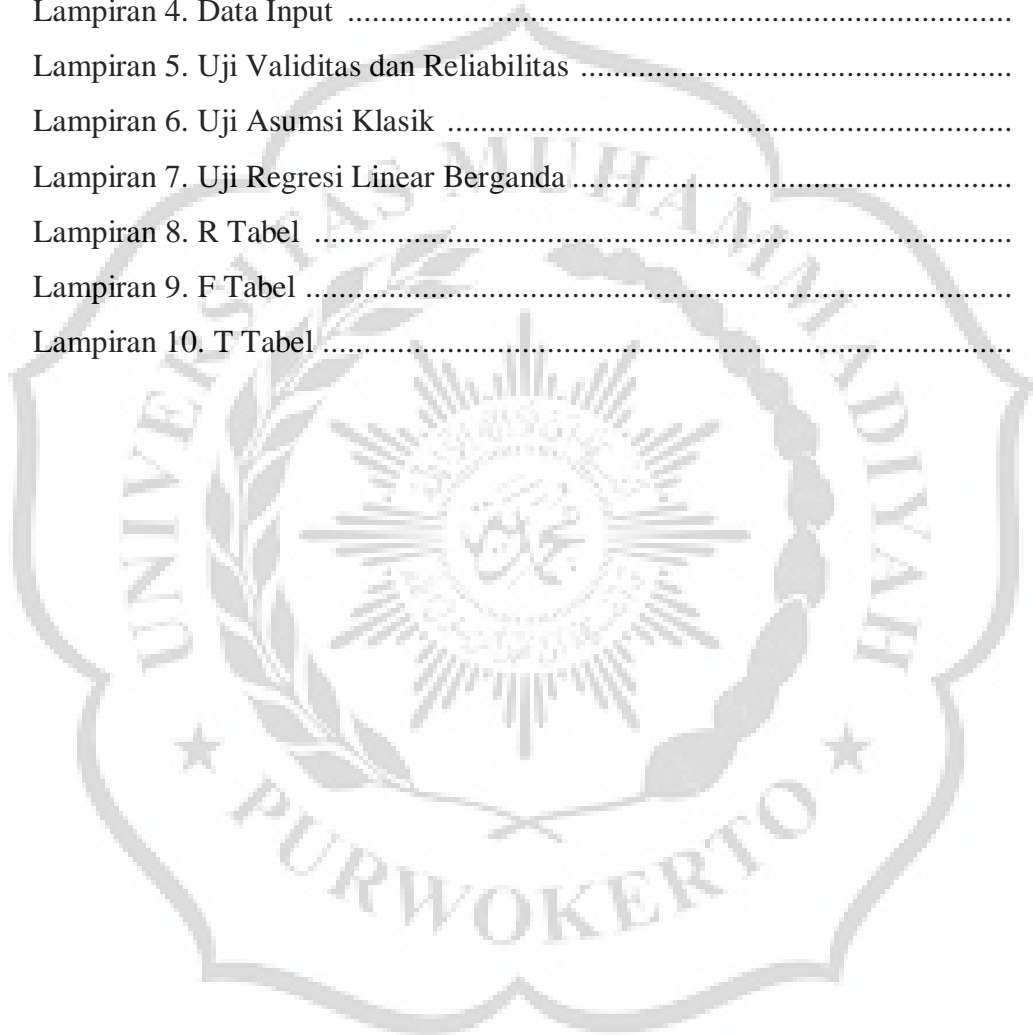 Lampiran 4. Data Input ....................................................................................
Lampiran 5. Uji Validitas dan Reliabilitas ......................................................
Lampiran 6. Uji Asumsi Klasik .......................................................................
Lampiran 7. Uji Regresi Linear Berganda .......................................................
Lampiran 8. R Tabel ........................................................................................
Lampiran 9. F Tabel .........................................................................................
Lampiran 10. T Tabel .......................................................................................
UNIVERSITAS MUHAMMADIYAH
PURWOKERTO